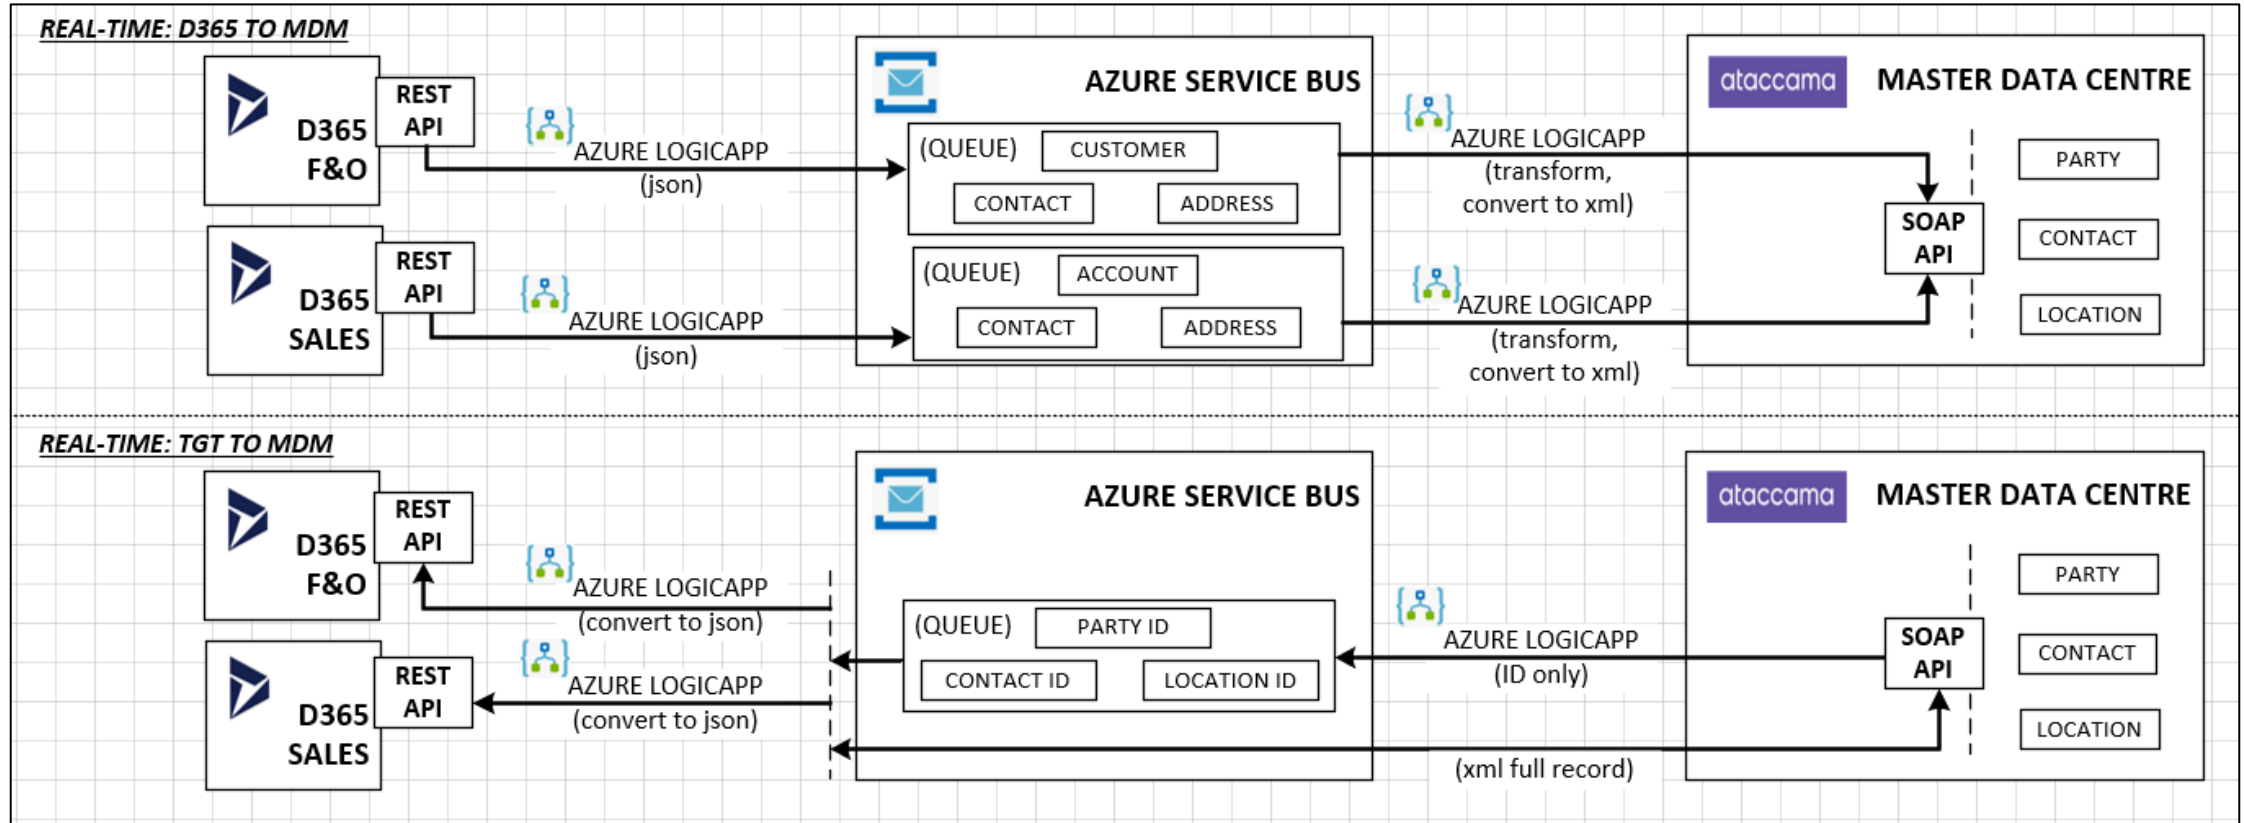 REAL-TIME: D365 TO MDM
D365
F&O
REST
API
AZURE LOGICAPP
(json)
D365
SALES
REST
API
AZURE LOGICAPP
(json)
AZURE SERVICE BUS
(QUEUE)
CUSTOMER
CONTACT
ADDRESS
(QUEUE)
ACCOUNT
CONTACT
ADDRESS
AZURE LOGICAPP
(transform,
convert to xml)
AZURE LOGICAPP
(transform,
convert to xml)
ataccama
MASTER DATA CENTRE
SOAP
API
PARTY
CONTACT
LOCATION
REAL-TIME: TGT TO MDM
D365
F&O
REST
API
AZURE LOGICAPP
(convert to json)
D365
SALES
REST
API
AZURE LOGICAPP
(convert to json)
AZURE SERVICE BUS
(QUEUE)
PARTY ID
CONTACT ID
LOCATION ID
AZURE LOGICAPP
(ID only)
(xml full record)
ataccama
MASTER DATA CENTRE
SOAP
API
PARTY
CONTACT
LOCATION